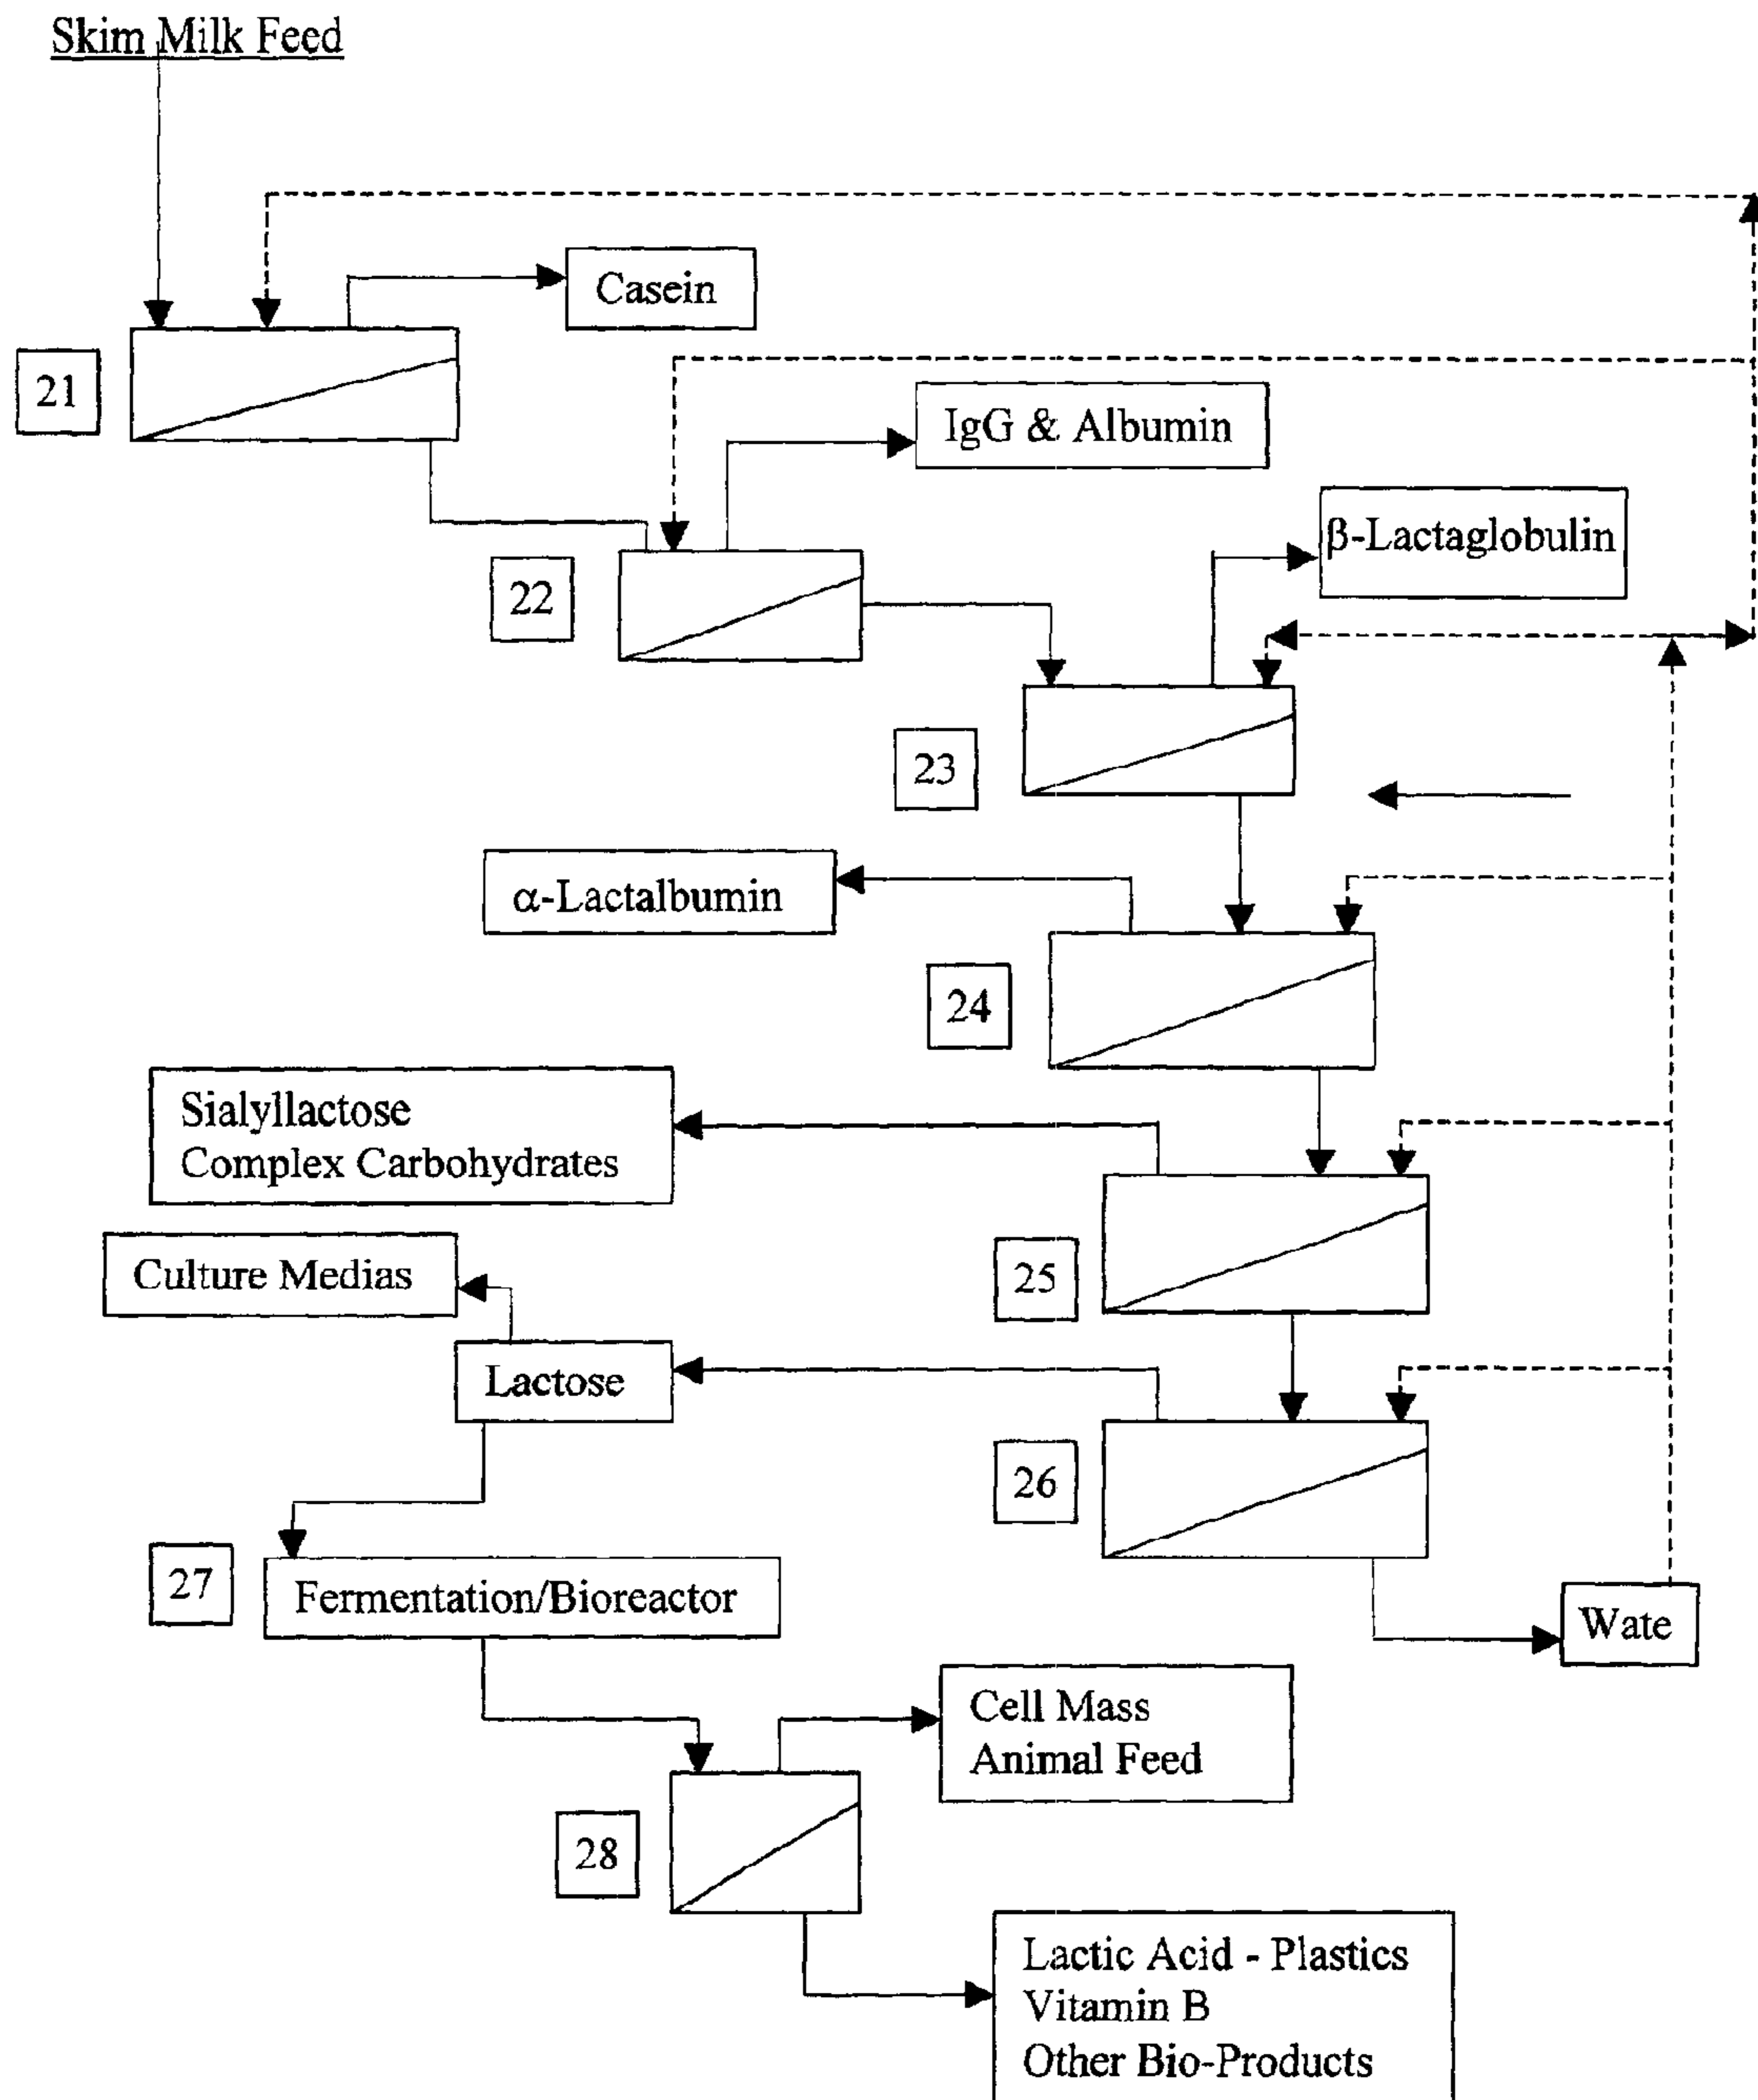 Skim Milk Feed
Casein
21
IgG & Albumin
β-Lactaglobulin
22
23
α-Lactalbumin
24
Sialyllactose
Complex Carbohydrates
Culture Medias
25
Lactose
26
27
Fermentation/Bioreactor
Wate
Cell Mass
Animal Feed
28
Lactic Acid - Plastics
Vitamin B
Other Bio-Products